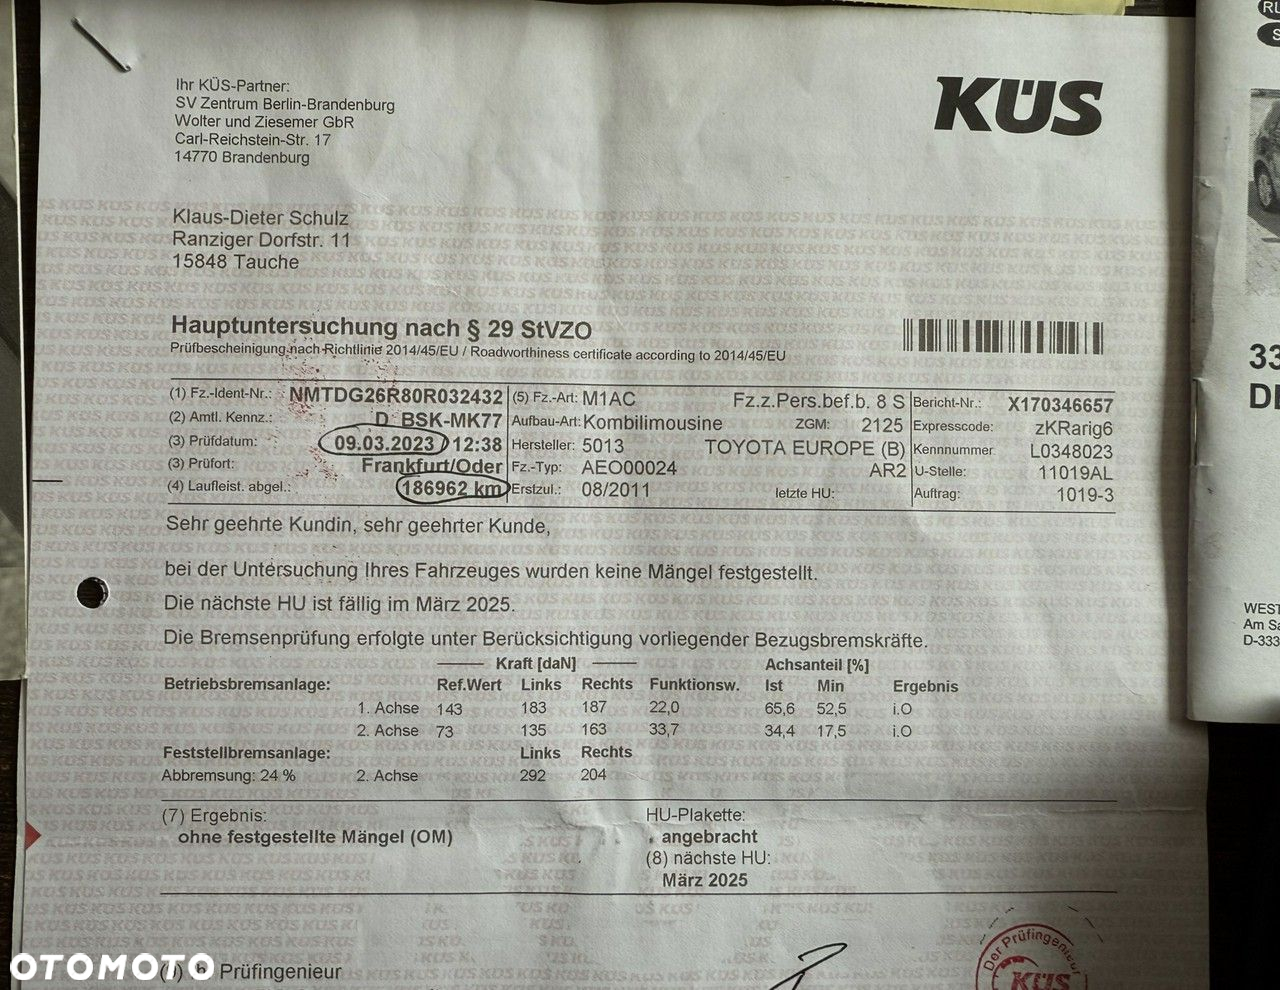 Ihr KÜS-Partner:
SV Zentrum Berlin-Brandenburg
Wolter und Ziesemer GbR
Carl-Reichstein-Str. 17
14770 Brandenburg
KÜS
Klaus-Dieter Schulz
Ranziger Dorfstr. 11
15848 Tauche
Hauptuntersuchung nach § 29 StVZO
Prüfbescheinigung nach Richtlinie 2014/45/EU / Roadworthiness certificate according to 2014/45/EU
(1) Fz.-Ident-Nr.: NMTDG26R80R032432 (5) Fz.-Art: M1AC Fz.z.Pers.bef.b. 8 S Bericht-Nr.: X170346657
(2) Amtl. Kennz.: D BSK-MK77 Aufbau-Art: Kombilimousine ZGM: 2125 Expresscode: zKRarig6
(3) Prüfdatum: 09.03.2023 12:38 Hersteller: 5013 TOYOTA EUROPE (B) Kennnummer L0348023
(3) Prüfort: Frankfurt/Oder Fz.-Typ: AEO00024 AR2 U-Stelle: 11019AL
(4) Laufleist. abgel.: 186962 km Erstzul.: 08/2011 letzte HU: Auftrag: 1019-3
Sehr geehrte Kundin, sehr geehrter Kunde,
bei der Untersuchung Ihres Fahrzeuges wurden keine Mängel festgestellt.
Die nächste HU ist fällig im März 2025.
Die Bremsenprüfung erfolgte unter Berücksichtigung vorliegender Bezugsbremskräfte.
Kraft [daN] Achsanteil [%]
Betriebsbremsanlage: Ref.Wert Links Rechts Funktionsw. Ist Min Ergebnis
1. Achse 143 183 187 22,0 65,6 52,5 i.O
2. Achse 73 135 163 33,7 34,4 17,5 i.O
Feststellbremsanlage: Links Rechts
Abbremsung: 24 % 2. Achse 292 204
(7) Ergebnis: HU-Plakette:
ohne festgestellte Mängel (OM) angebracht
(8) nächste HU:
März 2025
Prüfingenieur
Der Prüfingenieur
KÜS
OTOMOTO
33
WEST
D-333